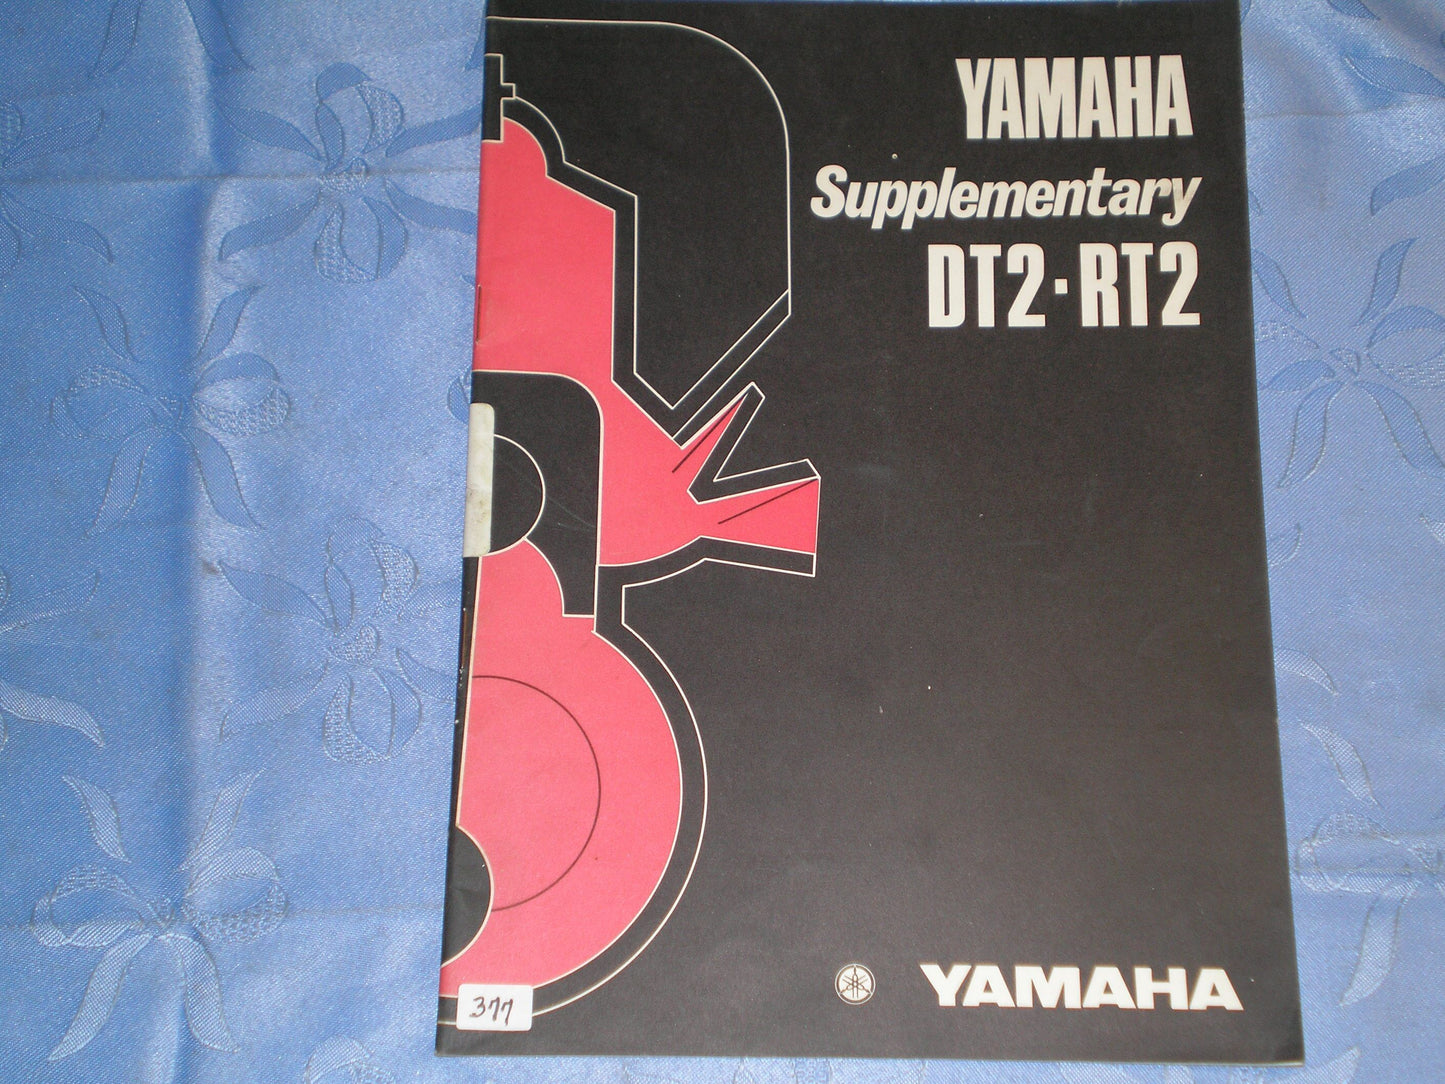 YAMAHA
Supplementary
DT2·RT2
YAMAHA
377